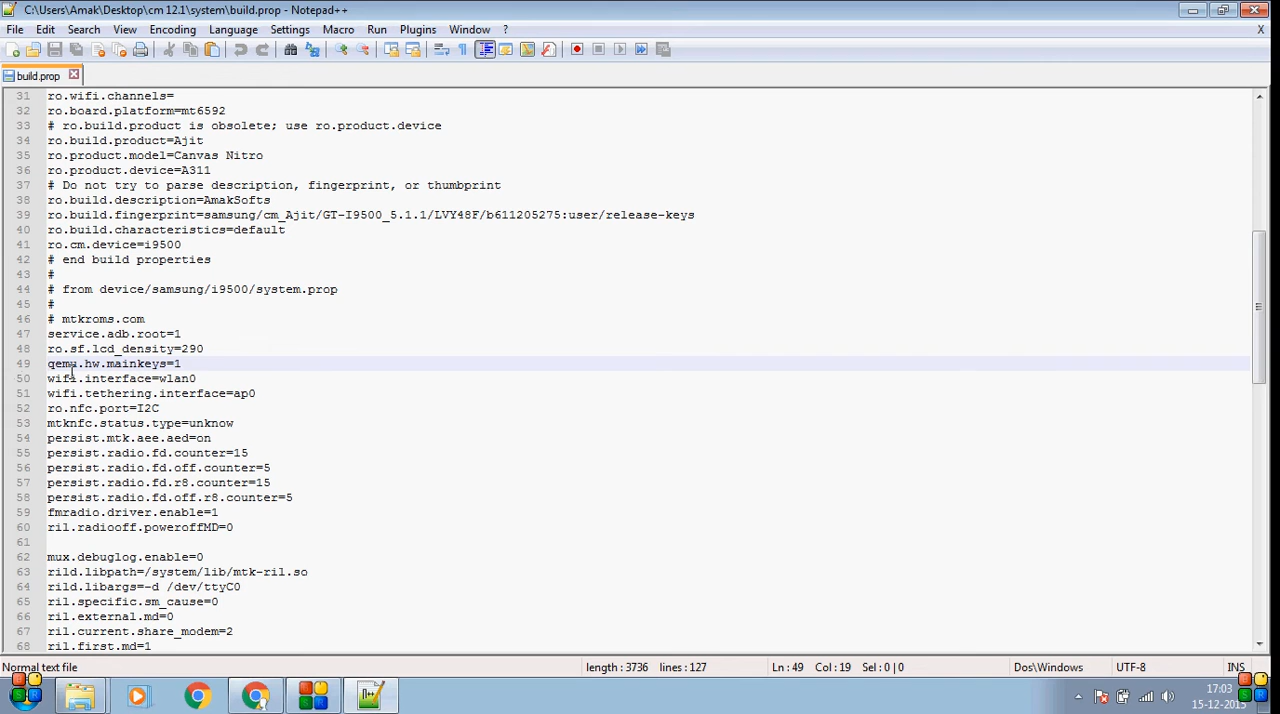 C:\Users\Amak\Desktop\cm 12.1\system\build.prop - Notepad++
File Edit Search View Encoding Language Settings Macro Run Plugins Window ? X
build.prop
31 ro.wifi.channels=
32 ro.board.platform=mt6592
33 # ro.build.product is obsolete; use ro.product.device
34 ro.build.product=Ajit
35 ro.product.model=Canvas Nitro
36 ro.product.device=A311
37 # Do not try to parse description, fingerprint, or thumbprint
38 ro.build.description=AmakSofts
39 ro.build.fingerprint=samsung/cm_Ajit/GT-I9500_5.1.1/LVY48F/b611205275:user/release-keys
40 ro.build.characteristics=default
41 ro.cm.device=i9500
42 # end build properties
43 #
44 # from device/samsung/i9500/system.prop
45 #
46 # mtkroms.com
47 service.adb.root=1
48 ro.sf.lcd_density=290
49 qemu.hw.mainkeys=1
50 wifi.interface=wlan0
51 wifi.tethering.interface=ap0
52 ro.nfc.port=I2C
53 mtknfc.status.type=unknow
54 persist.mtk.aee.aed=on
55 persist.radio.fd.counter=15
56 persist.radio.fd.off.counter=5
57 persist.radio.fd.r8.counter=15
58 persist.radio.fd.off.r8.counter=5
59 fmradio.driver.enable=1
60 ril.radiooff.poweroffMD=0
61
62 mux.debuglog.enable=0
63 rild.libpath=/system/lib/mtk-ril.so
64 rild.libargs=-d /dev/ttyC0
65 ril.specific.sm_cause=0
66 ril.external.md=0
67 ril.current.share_modem=2
68 ril.first.md=1
Normal text file length : 3736 lines : 127 Ln : 49 Col : 19 Sel : 0 | 0 Dos\Windows UTF-8 INS
17:03
15-12-2015